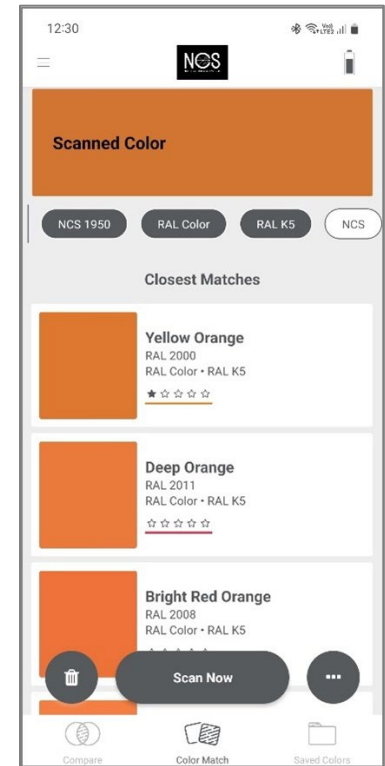 12:30
NCS
Scanned Color
NCS 1950
RAL Color
RAL K5
NCS
Closest Matches
Yellow Orange
RAL 2000
RAL Color • RAL K5
Deep Orange
RAL 2011
RAL Color • RAL K5
Bright Red Orange
RAL 2008
RAL Color • RAL K5
Scan Now
Compare
Color Match
Saved Colors